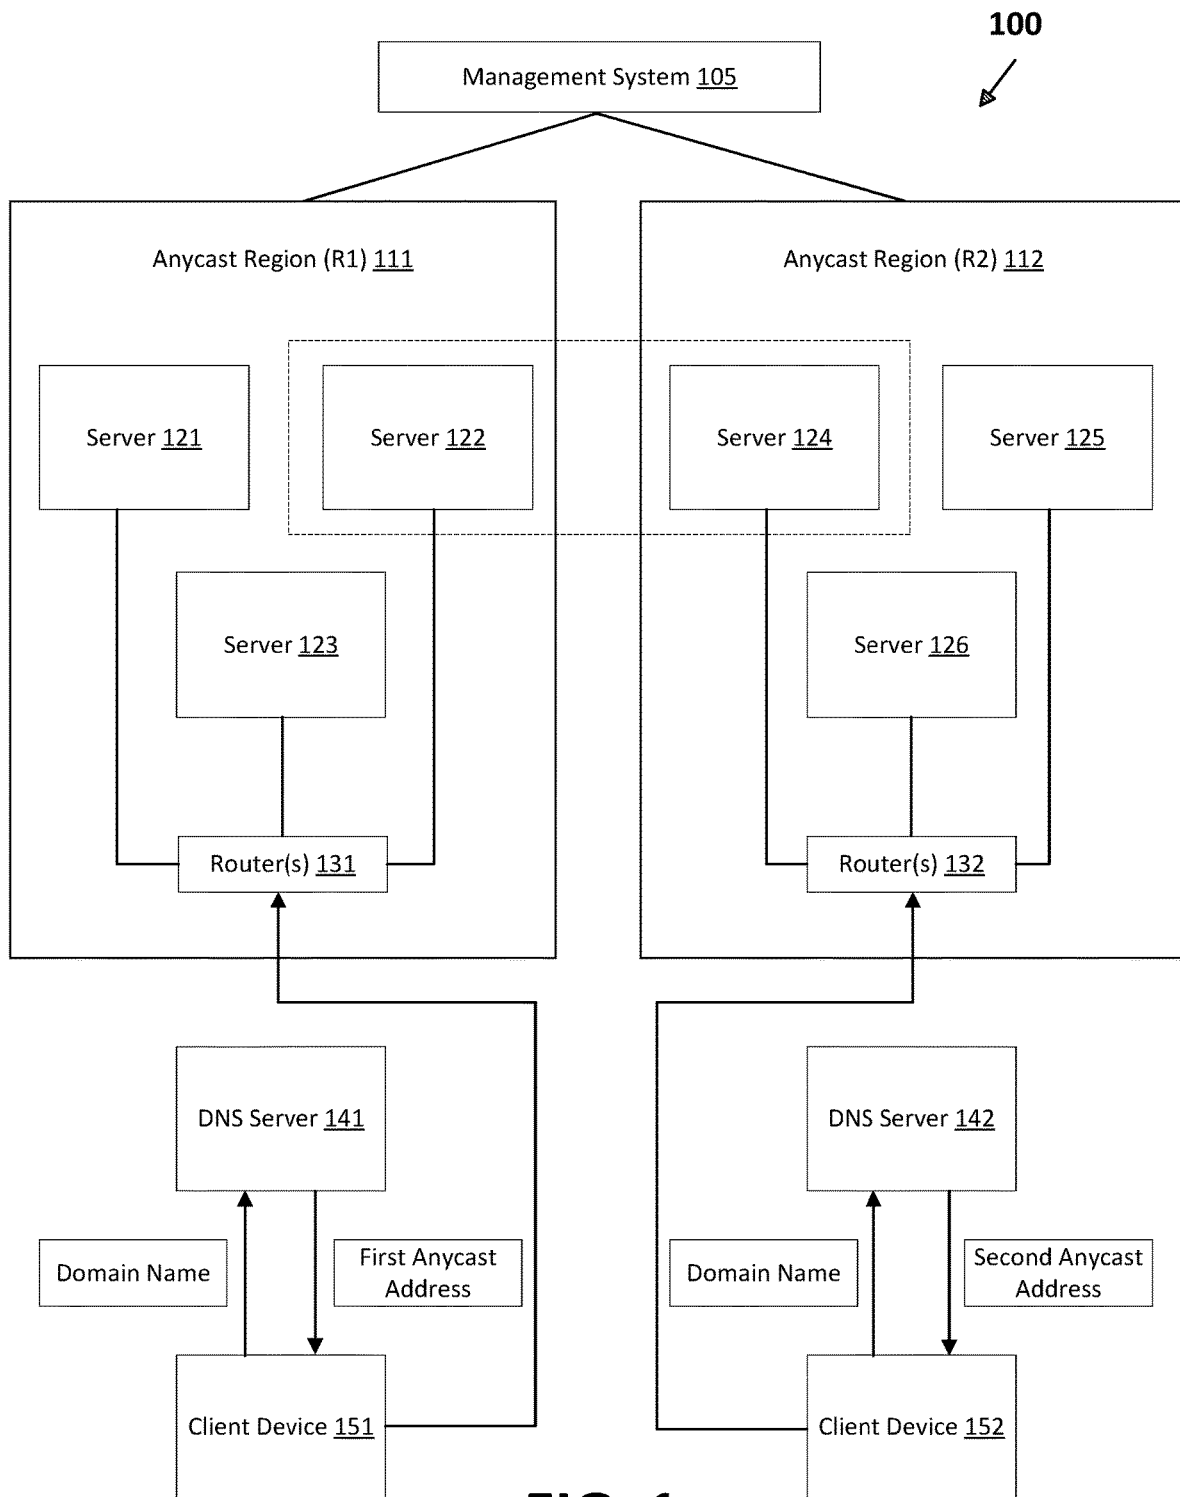 100
Management System 105
Anycast Region (R1) 111
Anycast Region (R2) 112
Server 121
Server 122
Server 124
Server 125
Server 123
Server 126
Router(s) 131
Router(s) 132
DNS Server 141
DNS Server 142
Domain Name
First Anycast
Address
Domain Name
Second Anycast
Address
Client Device 151
Client Device 152